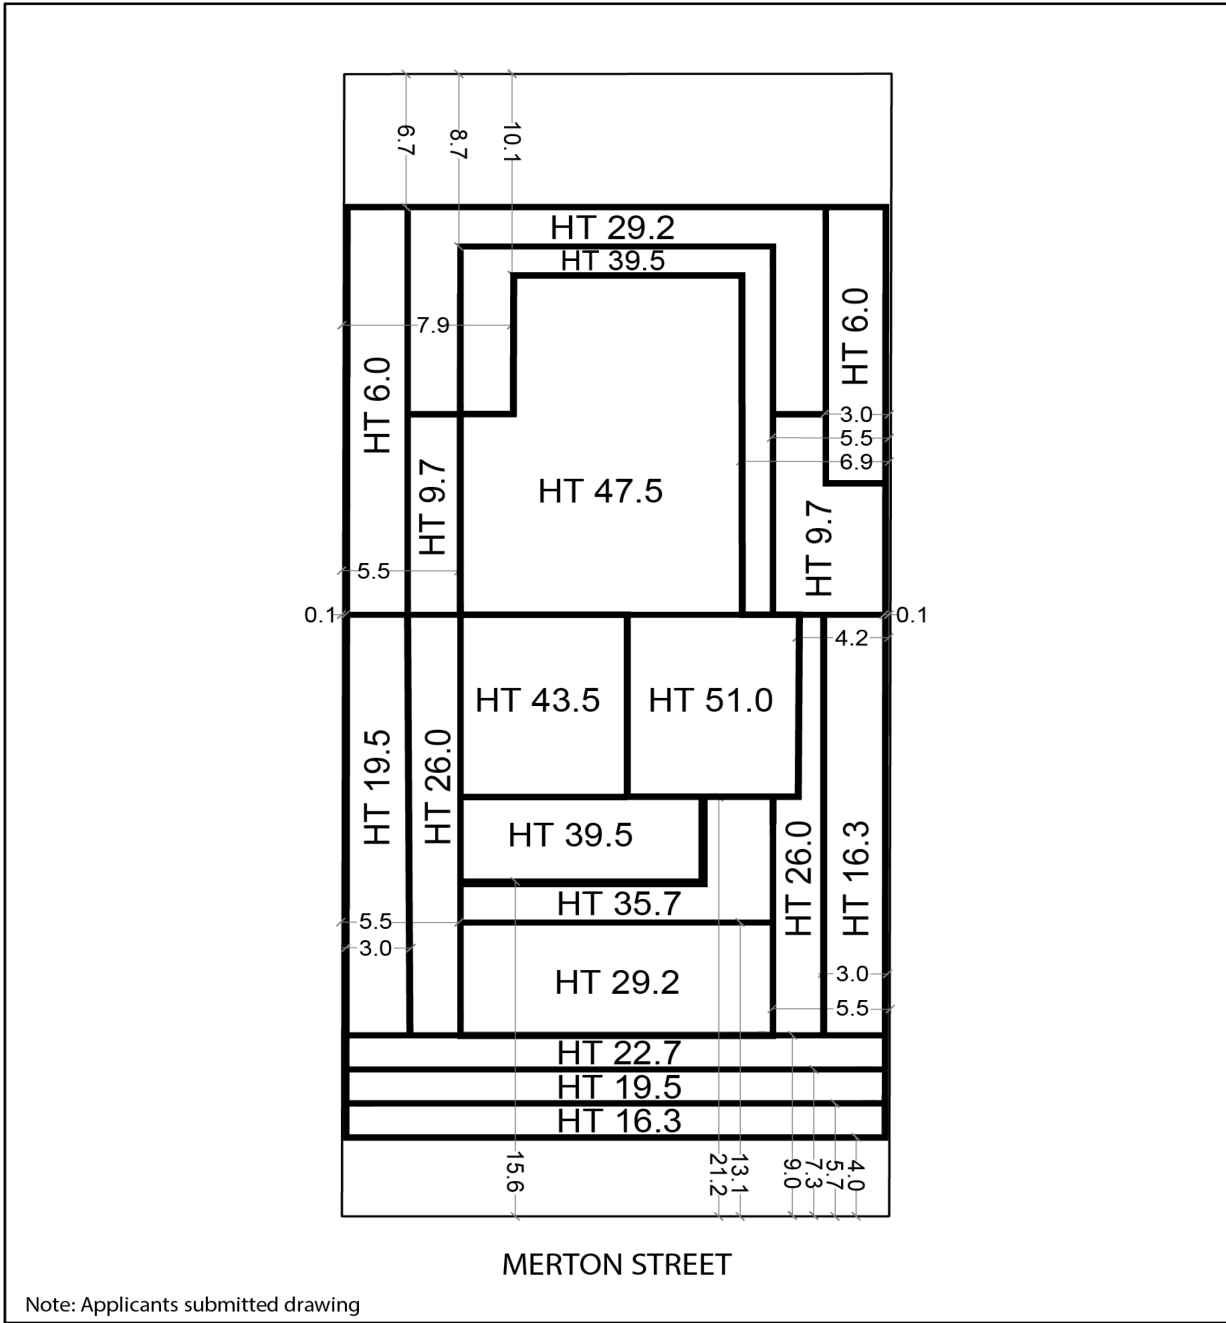 6.7
8.7
10.1
HT 29.2
HT 39.5
7.9
HT 6.0
HT 6.0
3.0
5.5
6.9
HT 9.7
HT 47.5
HT 9.7
5.5
0.1
0.1
4.2
HT 43.5
HT 51.0
HT 19.5
HT 26.0
HT 39.5
HT 26.0
HT 16.3
HT 35.7
5.5
3.0
HT 29.2
3.0
5.5
HT 22.7
HT 19.5
HT 16.3
15.6
21.2
13.1
9.0
7.3
5.7
4.0
MERTON STREET
Note: Applicants submitted drawing